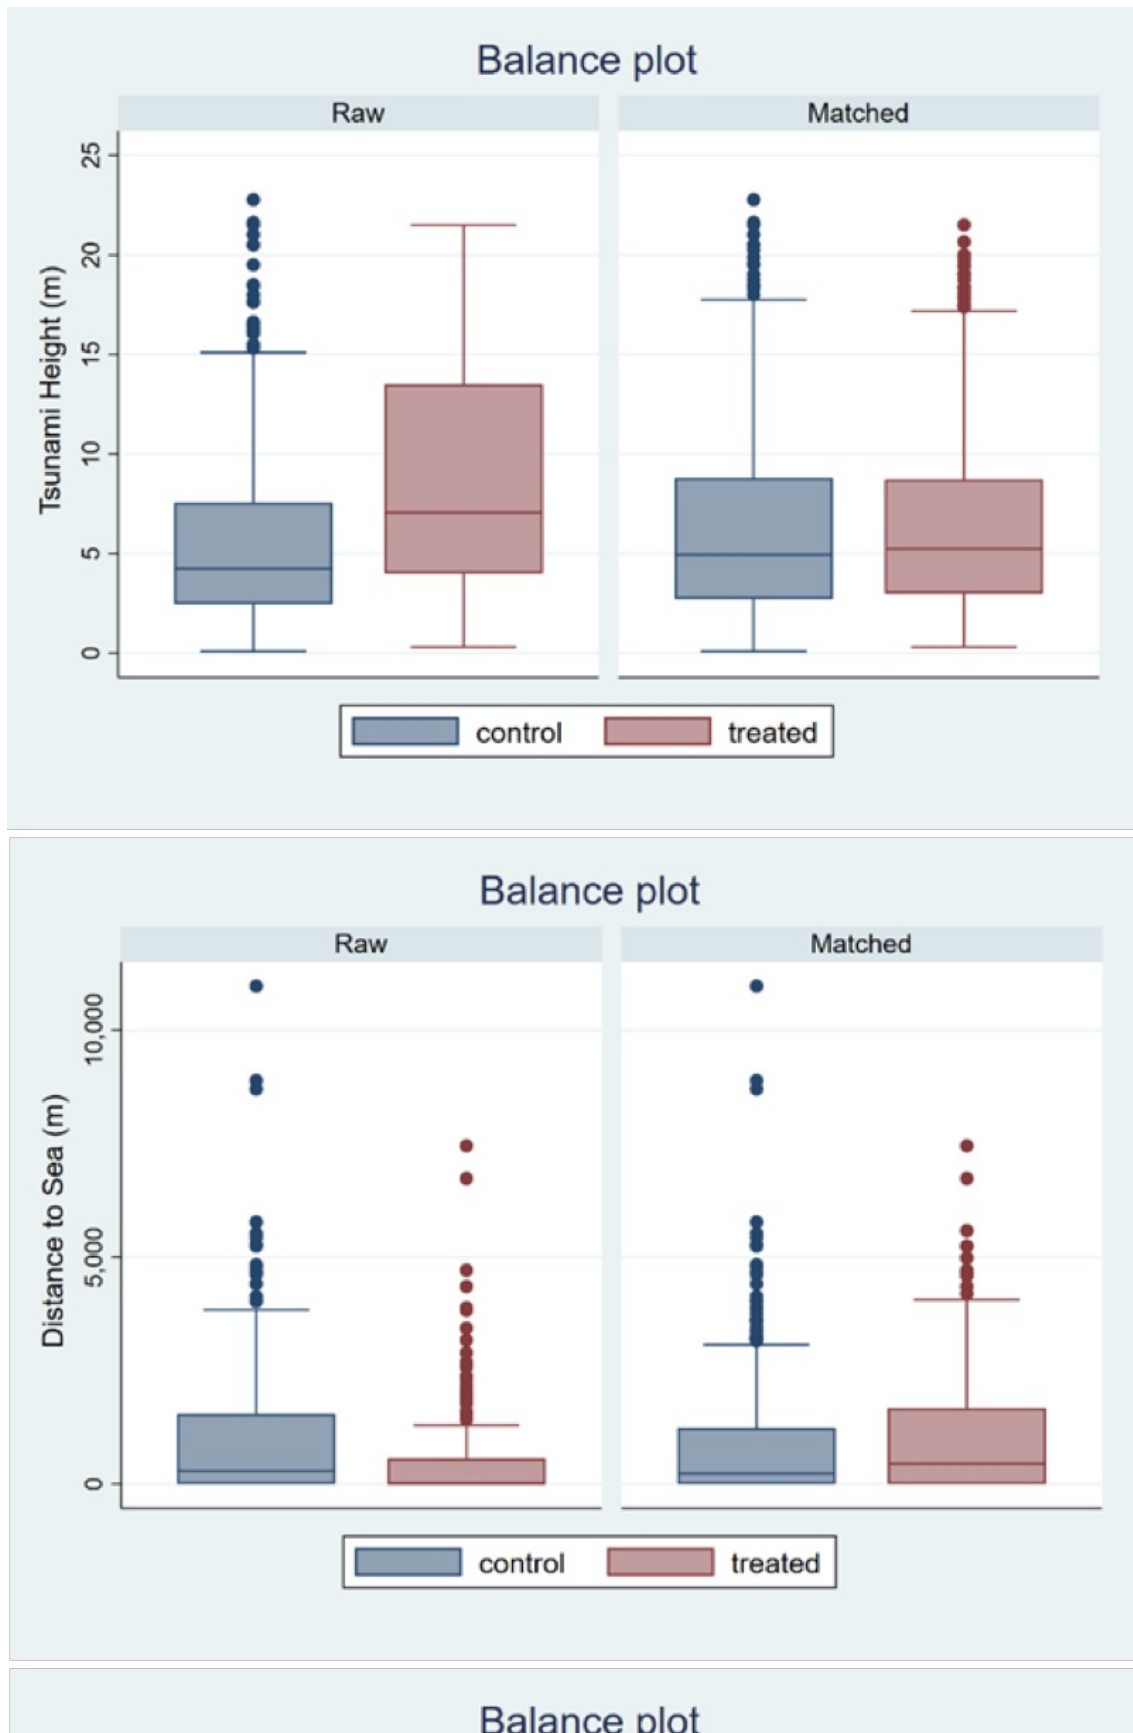 Balance plot
Raw
Matched
Tsunami Height (m)
25
20
15
10
5
0
control
treated
Balance plot
Raw
Matched
Distance to Sea (m)
10,000
5,000
0
control
treated
Balance plot